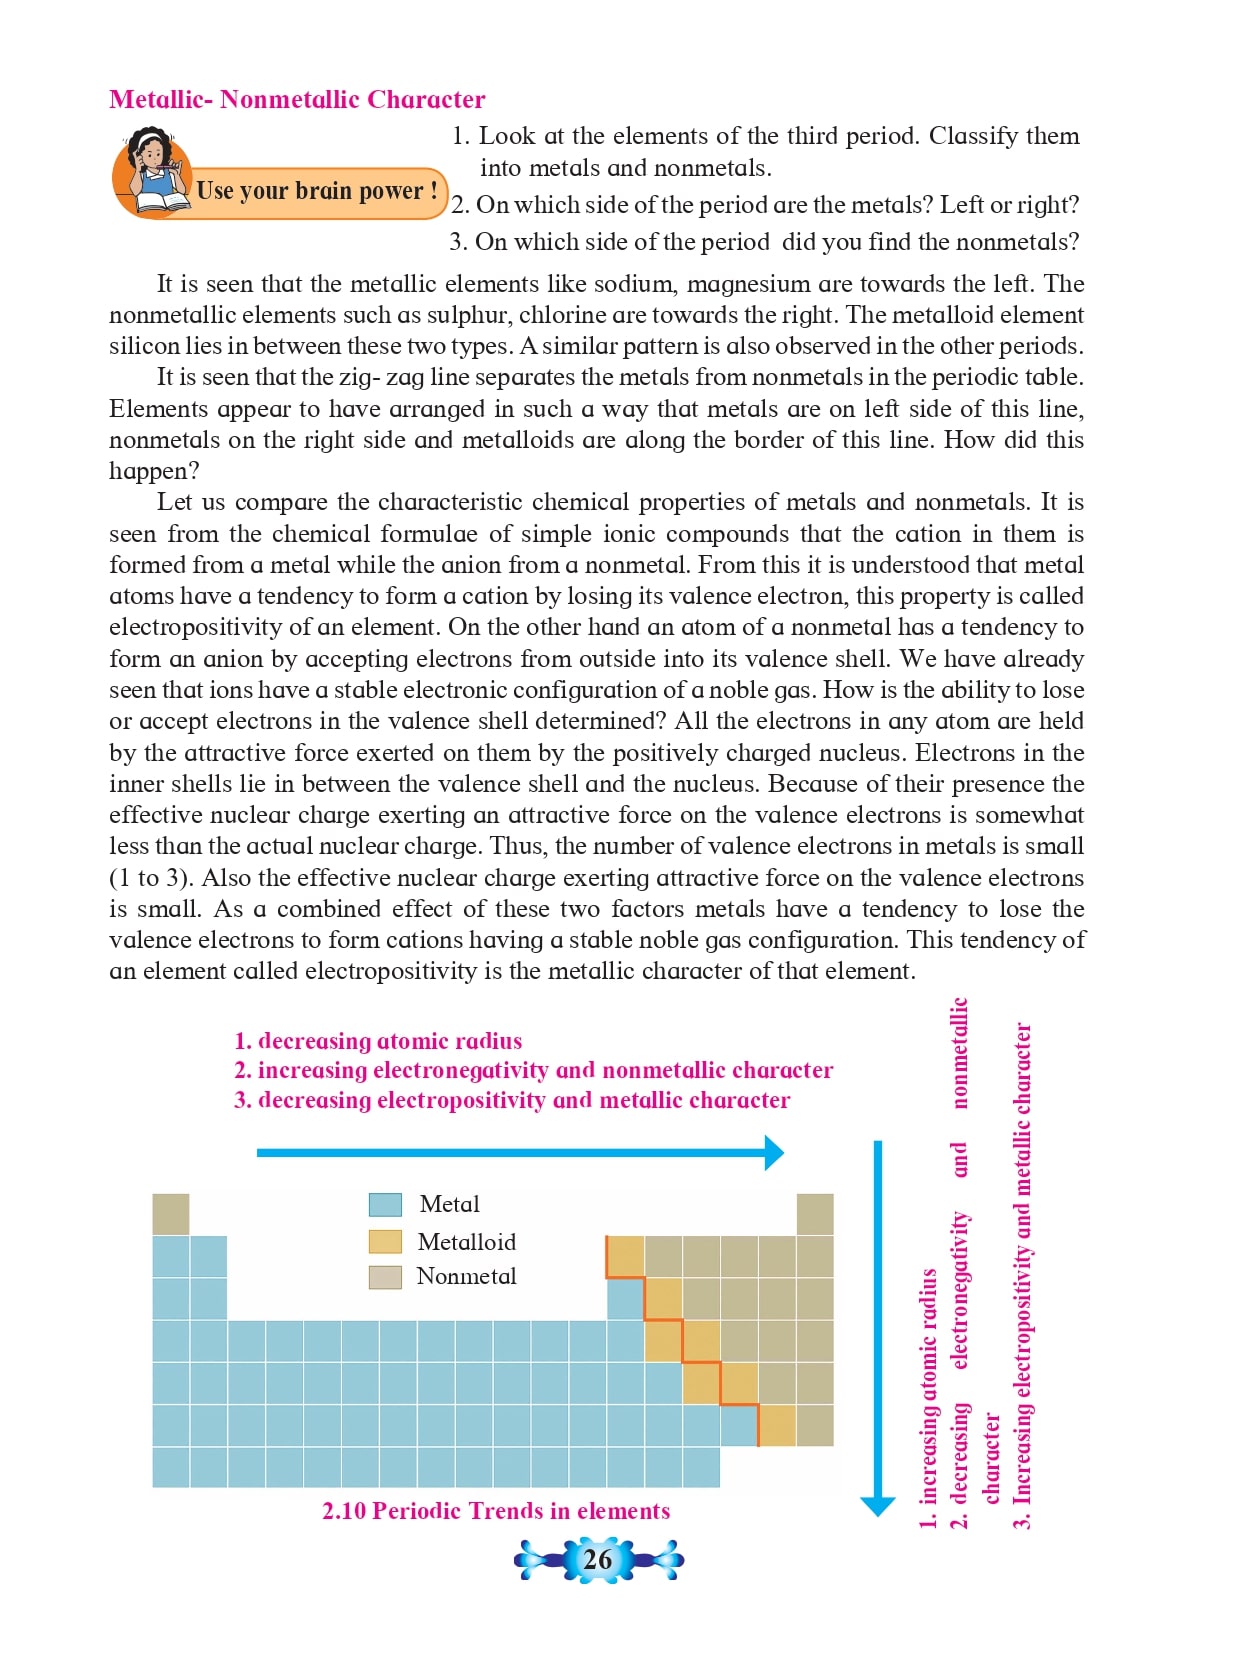 Metallic- Nonmetallic Character
Use your brain power !
1. Look at the elements of the third period. Classify them
into metals and nonmetals.
2. On which side of the period are the metals? Left or right?
3. On which side of the period did you find the nonmetals?
It is seen that the metallic elements like sodium, magnesium are towards the left. The
nonmetallic elements such as sulphur, chlorine are towards the right. The metalloid element
silicon lies in between these two types. A similar pattern is also observed in the other periods.
It is seen that the zig- zag line separates the metals from nonmetals in the periodic table.
Elements appear to have arranged in such a way that metals are on left side of this line,
nonmetals on the right side and metalloids are along the border of this line. How did this
happen?
Let us compare the characteristic chemical properties of metals and nonmetals. It is
seen from the chemical formulae of simple ionic compounds that the cation in them is
formed from a metal while the anion from a nonmetal. From this it is understood that metal
atoms have a tendency to form a cation by losing its valence electron, this property is called
electropositivity of an element. On the other hand an atom of a nonmetal has a tendency to
form an anion by accepting electrons from outside into its valence shell. We have already
seen that ions have a stable electronic configuration of a noble gas. How is the ability to lose
or accept electrons in the valence shell determined? All the electrons in any atom are held
by the attractive force exerted on them by the positively charged nucleus. Electrons in the
inner shells lie in between the valence shell and the nucleus. Because of their presence the
effective nuclear charge exerting an attractive force on the valence electrons is somewhat
less than the actual nuclear charge. Thus, the number of valence electrons in metals is small
(1 to 3). Also the effective nuclear charge exerting attractive force on the valence electrons
is small. As a combined effect of these two factors metals have a tendency to lose the
valence electrons to form cations having a stable noble gas configuration. This tendency of
an element called electropositivity is the metallic character of that element.
1. decreasing atomic radius
2. increasing electronegativity and nonmetallic character
3. decreasing electropositivity and metallic character
Metal
Metalloid
Nonmetal
1. increasing atomic radius
2. decreasing electronegativity and nonmetallic
character
3. Increasing electropositivity and metallic character
2.10 Periodic Trends in elements
26